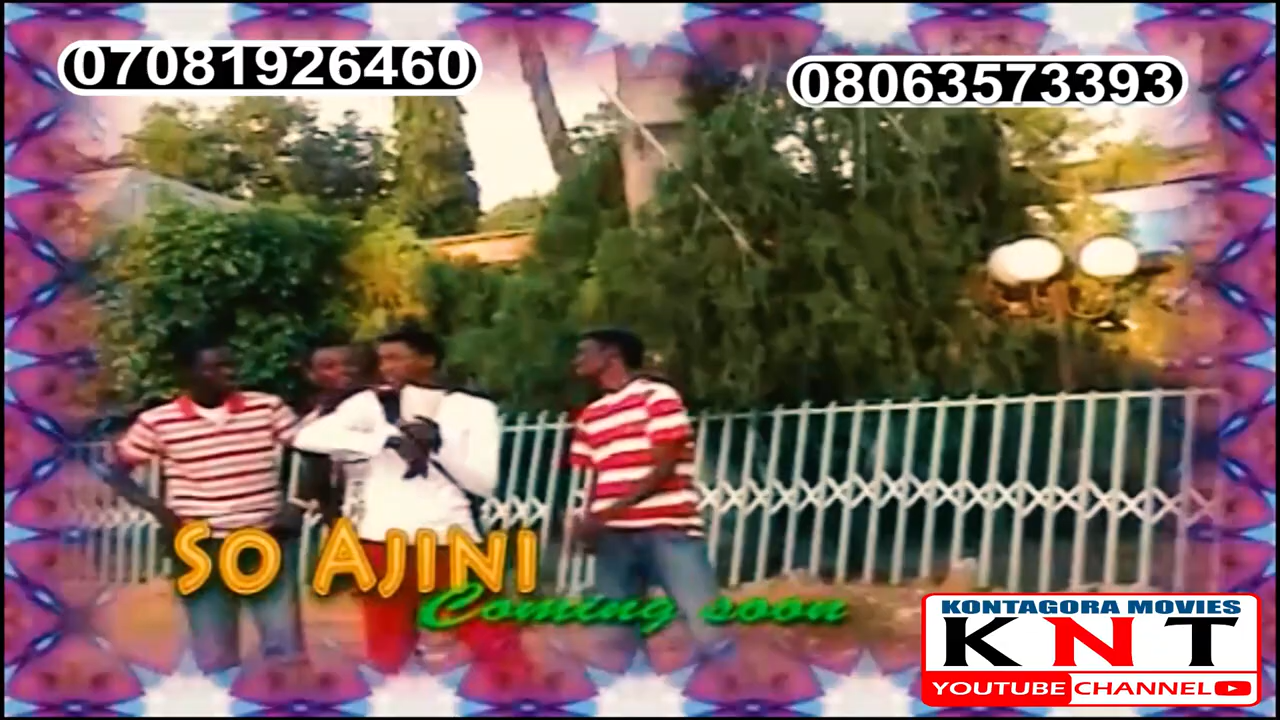 07081926460
08063573393
SO AJINI
Coming soon
KONTAGORA MOVIES
KNT
YOUTUBE CHANNEL